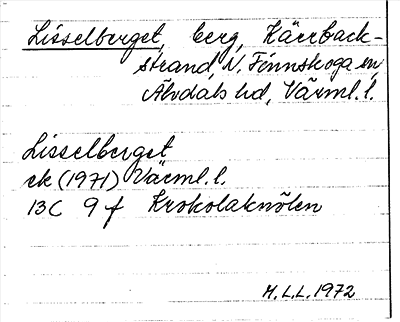 Lisselberget, berg, Kärrback-
strand, N. Finnskoga sn,
Älvdals hd, Värml. l.
Lisselberget
ek (1971) Värml. l.
13C 9f Krokolaknölen
M.L.L. 1972